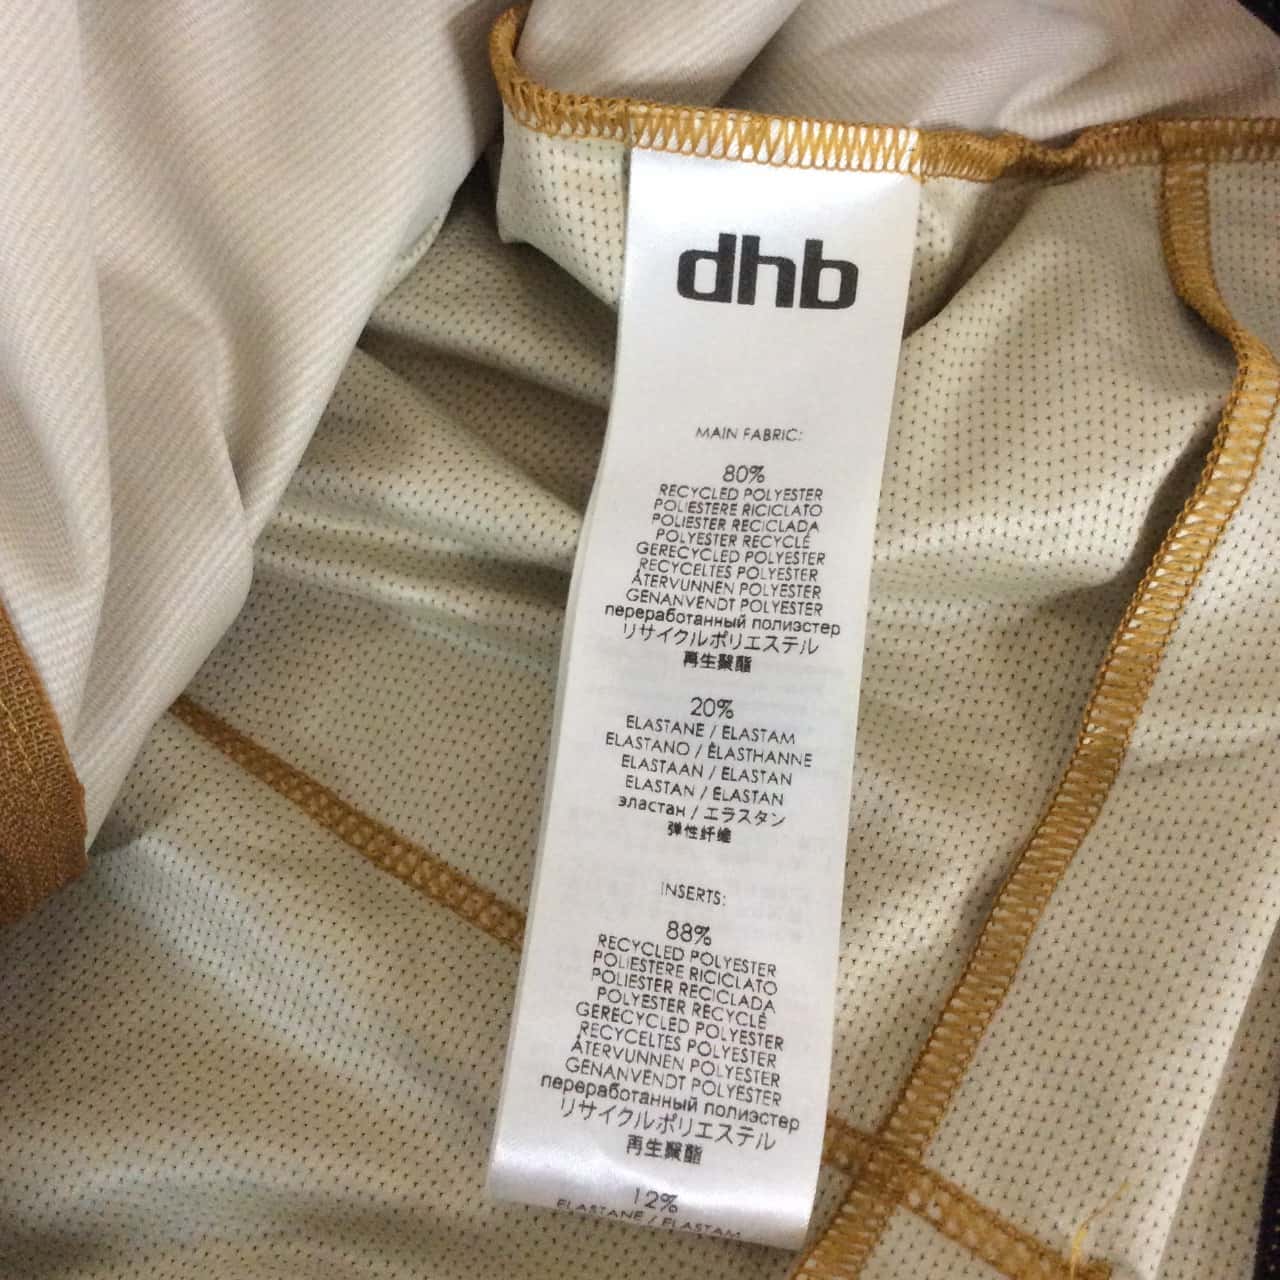 dhb
MAIN FABRIC:
80%
RECYCLED POLYESTER
POLIESTERE RICICLATO
POLIESTER RECICLADA
POLYESTER RECYCLÉ
GERECYCLED POLYESTER
RECYCELTES POLYESTER
ÅTERVUNNEN POLYESTER
GENANVENDT POLYESTER
переработанный полиэстер
リサイクルポリエステル
再生聚酯
20%
ELASTANE / ELASTAM
ELASTANO / ÉLASTHANNE
ELASTAAN / ELASTAN
ELASTAN / ELASTAN
эластан / エラスタン
弹性纤维
INSERTS:
88%
RECYCLED POLYESTER
POLIESTERE RICICLATO
POLIESTER RECICLADA
POLYESTER RECYCLÉ
GERECYCLED POLYESTER
RECYCELTES POLYESTER
ÅTERVUNNEN POLYESTER
GENANVENDT POLYESTER
переработанный полиэстер
リサイクルポリエステル
再生聚酯
12%
ELASTANE / ELASTAM